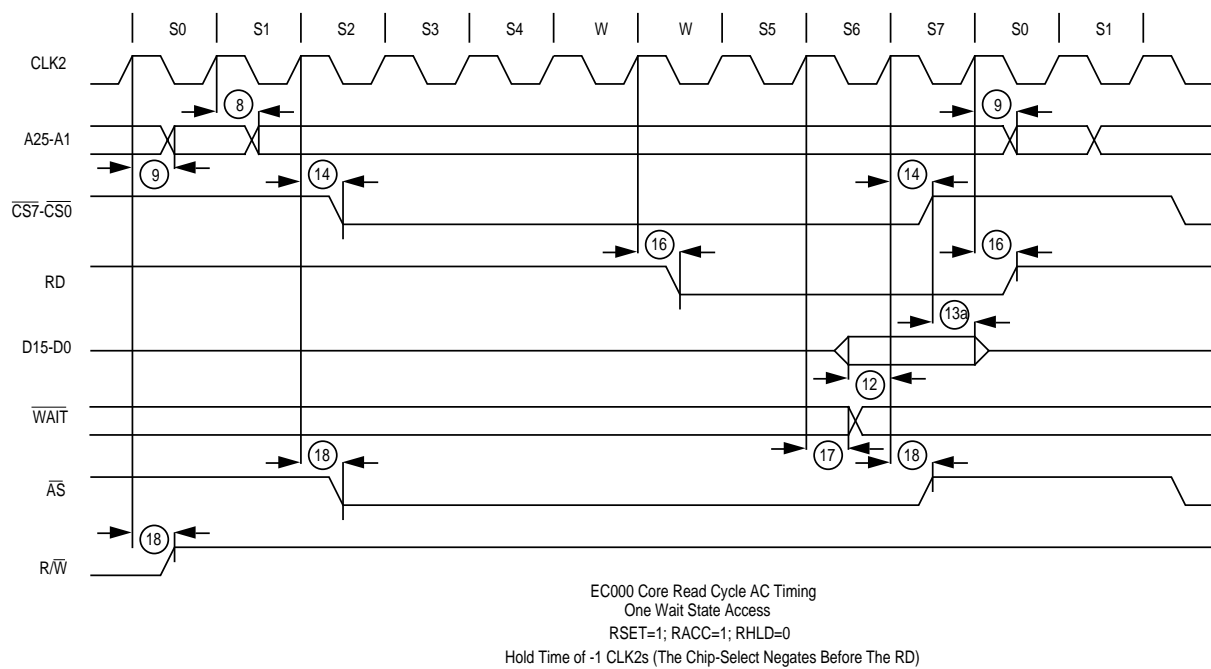 S0 S1 S2 S3 S4 W W S5 S6 S7 S0 S1
CLK2
8 9
A25-A1
9 14 14
CS7-CS0
16 16
RD
13a
D15-D0
12
WAIT
18 17 18
AS
18
R/W
EC000 Core Read Cycle AC Timing
One Wait State Access
RSET=1; RACC=1; RHLD=0
Hold Time of -1 CLK2s (The Chip-Select Negates Before The RD)